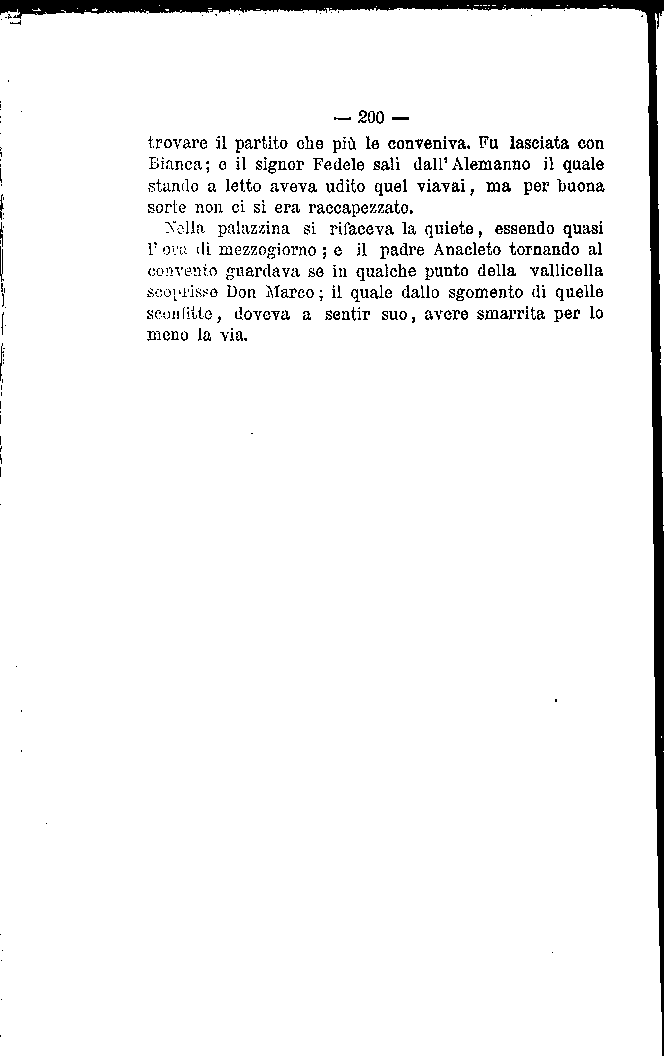 — 200 —
trovare il partito che più le conveniva. Fu lasciata con
Bianca; e il signor Fedele salì dall'Alemanno il quale
stando a letto aveva udito quel viavai, ma per buona
sorte non ci si era raccapezzato.
Nella palazzina si rifaceva la quiete, essendo quasi
l'ora di mezzogiorno; e il padre Anacleto tornando al
convento guardava se in qualche punto della vallicella
scoprisse Don Marco; il quale dallo sgomento di quelle
sconfitte, doveva a sentir suo, avere smarrita per lo
meno la via.